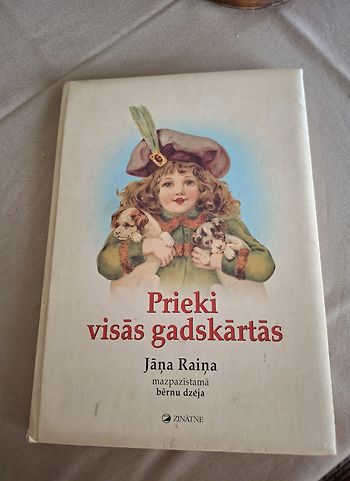 Prieki
visās gadskārtās
Jāņa Raiņa
mazpazīstamā
bērnu dzeja
ZINĀTNE